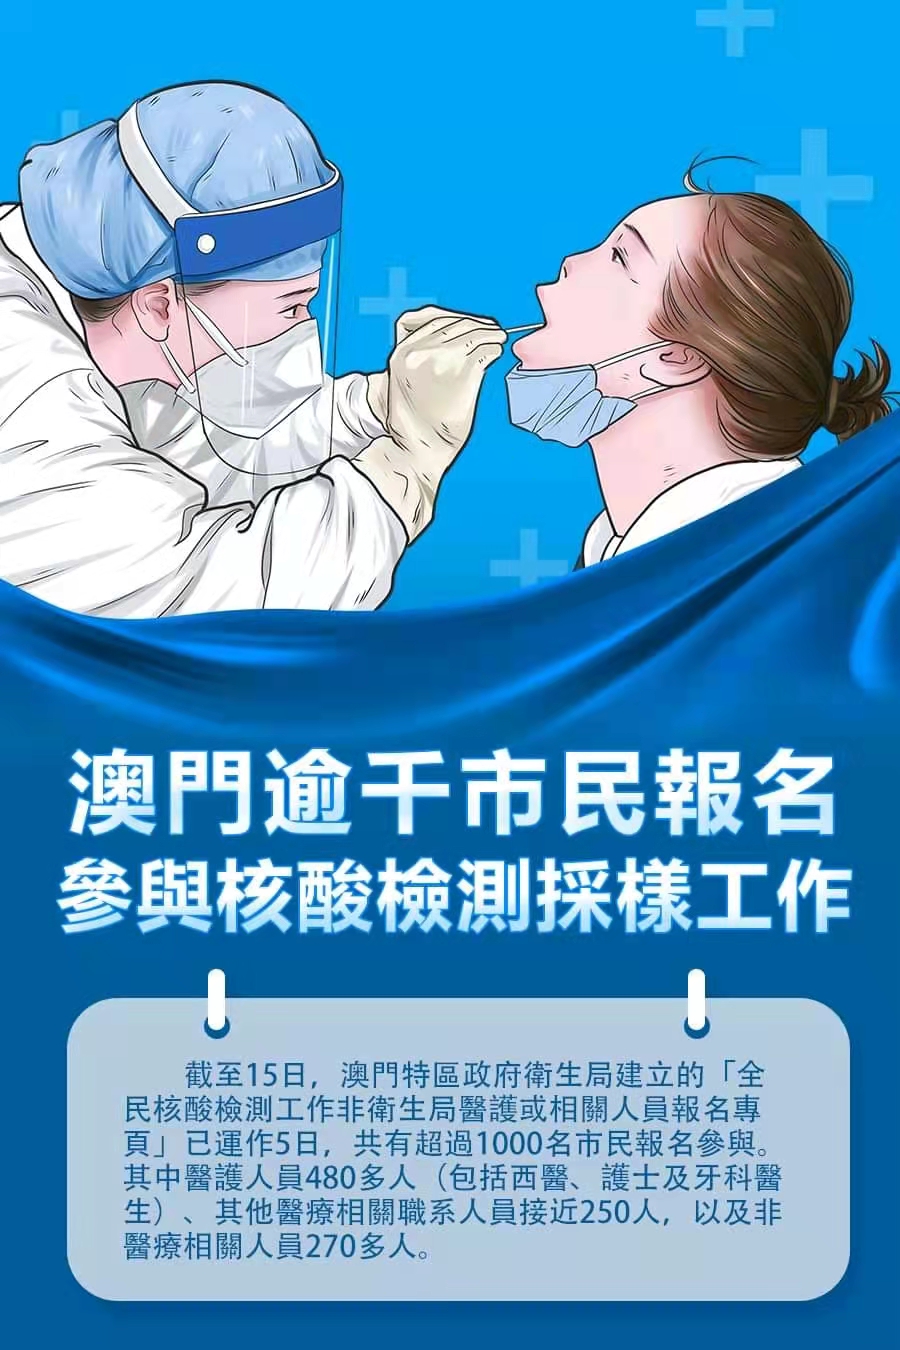 澳門逾千市民報名
參與核酸檢測採樣工作
截至15日，澳門特區政府衛生局建立的「全
民核酸檢測工作非衛生局醫護或相關人員報名專
頁」已運作5日，共有超過1000名市民報名參與。
其中醫護人員480多人（包括西醫、護士及牙科醫
生）、其他醫療相關職系人員接近250人，以及非
醫療相關人員270多人。